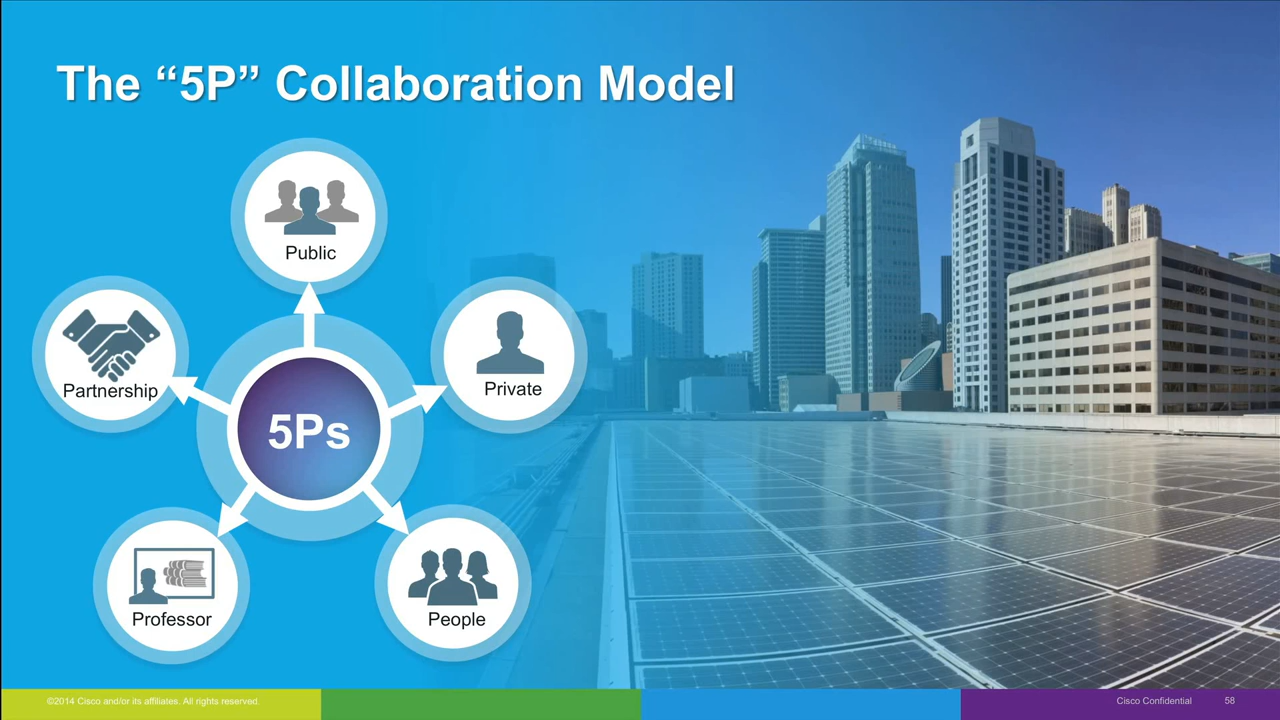 The “5P” Collaboration Model
Public
Partnership
Private
5Ps
Professor
People
©2014 Cisco and/or its affiliates. All rights reserved.
Cisco Confidential
58